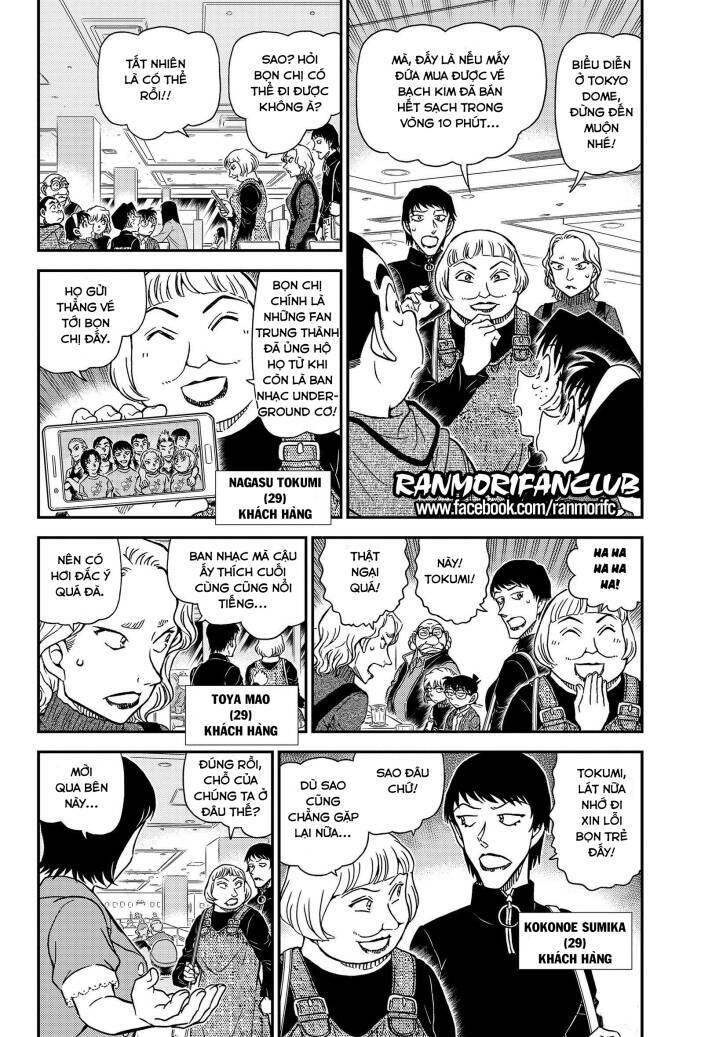 BIỂU DIỄN
Ở TOKYO
DOME,
ĐỪNG ĐẾN
MUỘN
NHÉ!
MÀ, ĐẤY LÀ NẾU MẤY
ĐỨA MUA ĐƯỢC VÉ
BẠCH KIM ĐÃ BÁN
HẾT SẠCH TRONG
VÒNG 10 PHÚT...
SAO? HỎI
BỌN CHỊ CÓ
THỂ ĐI ĐƯỢC
KHÔNG À?
TẤT NHIÊN
LÀ CÓ THỂ
RỒI!!
BỌN CHỊ
CHÍNH LÀ
NHỮNG FAN
TRUNG THÀNH
ĐÃ ỦNG HỘ
HỌ TỪ KHI
CÒN LÀ BAN
NHẠC UNDER-
GROUND CƠ!
HỌ GỬI
THẲNG VÉ
TỚI BỌN
CHỊ ĐẤY.
NAGASU TOKUMI
(29)
KHÁCH HÀNG
RANMORIFANCLUB
www.facebook.com/ranmorifc
HA HA
HA HA
HA!
NÀY!
TOKUMI!
THẬT
NGẠI
QUÁ!
BAN NHẠC MÀ CẬU
ẤY THÍCH CUỐI
CÙNG CŨNG NỔI
TIẾNG...
NÊN CÓ
HƠI ĐẮC Ý
QUÁ ĐÀ.
TOYA MAO
(29)
KHÁCH HÀNG
TOKUMI,
LÁT NỮA
NHỚ ĐI
XIN LỖI
BỌN TRẺ
ĐẤY!
SAO ĐÂU
CHỨ!
DÙ SAO
CŨNG
CHẲNG GẶP
LẠI NỮA...
KOKONOE SUMIKA
(29)
KHÁCH HÀNG
ĐÚNG RỒI,
CHỖ CỦA
CHÚNG TA Ở
ĐÂU THẾ?
MỜI
QUA BÊN
NÀY...